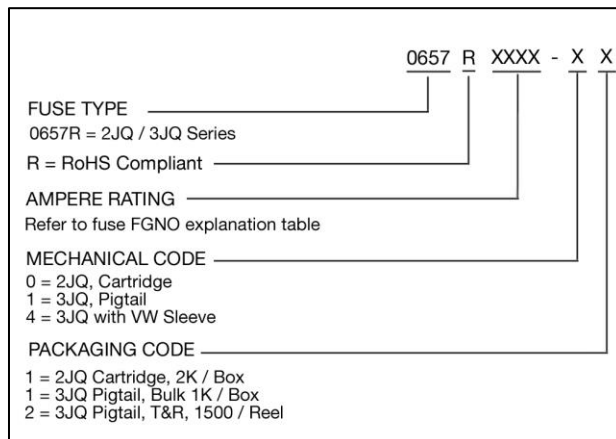 0657 R XXXX - X X
FUSE TYPE
0657R = 2JQ / 3JQ Series
R = RoHS Compliant
AMPERE RATING
Refer to fuse FGNO explanation table
MECHANICAL CODE
0 = 2JQ, Cartridge
1 = 3JQ, Pigtail
4 = 3JQ with VW Sleeve
PACKAGING CODE
1 = 2JQ Cartridge, 2K / Box
1 = 3JQ Pigtail, Bulk 1K / Box
2 = 3JQ Pigtail, T&R, 1500 / Reel